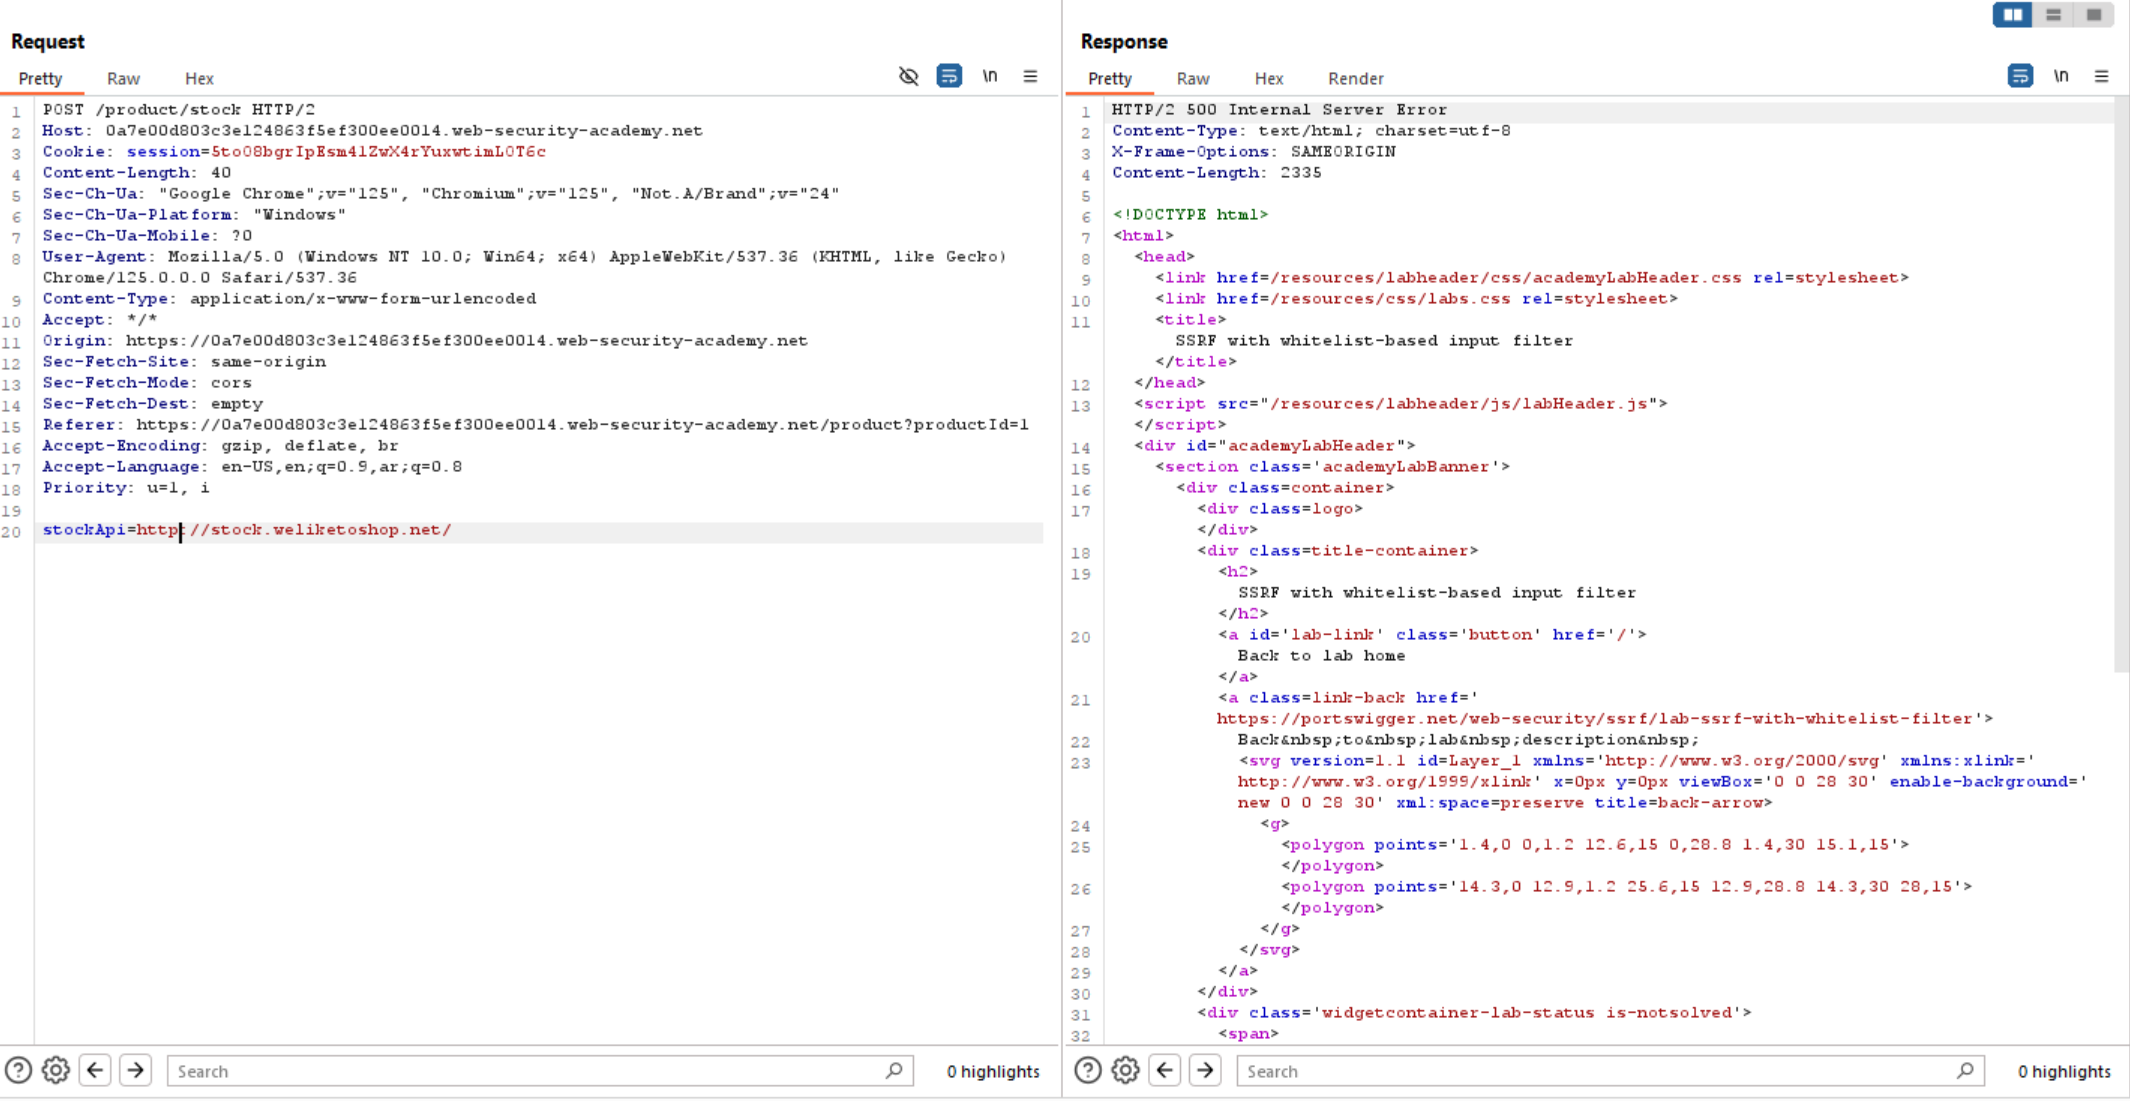 Request
Pretty Raw Hex \n
1 POST /product/stock HTTP/2
2 Host: 0a7e00d803c3e124863f5ef300ee0014.web-security-academy.net
3 Cookie: session=5to08bgrIpEsm41ZwX4rYuxwtimL0T6c
4 Content-Length: 40
5 Sec-Ch-Ua: "Google Chrome";v="125", "Chromium";v="125", "Not.A/Brand";v="24"
6 Sec-Ch-Ua-Platform: "Windows"
7 Sec-Ch-Ua-Mobile: ?0
8 User-Agent: Mozilla/5.0 (Windows NT 10.0; Win64; x64) AppleWebKit/537.36 (KHTML, like Gecko)
Chrome/125.0.0.0 Safari/537.36
9 Content-Type: application/x-www-form-urlencoded
10 Accept: */*
11 Origin: https://0a7e00d803c3e124863f5ef300ee0014.web-security-academy.net
12 Sec-Fetch-Site: same-origin
13 Sec-Fetch-Mode: cors
14 Sec-Fetch-Dest: empty
15 Referer: https://0a7e00d803c3e124863f5ef300ee0014.web-security-academy.net/product?productId=1
16 Accept-Encoding: gzip, deflate, br
17 Accept-Language: en-US,en;q=0.9,ar;q=0.8
18 Priority: u=1, i
19
20 stockApi=http://stock.weliketoshop.net/
Search 0 highlights
Response
Pretty Raw Hex Render \n
1 HTTP/2 500 Internal Server Error
2 Content-Type: text/html; charset=utf-8
3 X-Frame-Options: SAMEORIGIN
4 Content-Length: 2335
5
6 <!DOCTYPE html>
7 <html>
8 <head>
9 <link href=/resources/labheader/css/academyLabHeader.css rel=stylesheet>
10 <link href=/resources/css/labs.css rel=stylesheet>
11 <title>
SSRF with whitelist-based input filter
</title>
12 </head>
13 <script src="/resources/labheader/js/labHeader.js">
</script>
14 <div id="academyLabHeader">
15 <section class='academyLabBanner'>
16 <div class=container>
17 <div class=logo>
</div>
18 <div class=title-container>
19 <h2>
SSRF with whitelist-based input filter
</h2>
20 <a id='lab-link' class='button' href='/'>
Back to lab home
</a>
21 <a class=link-back href='
https://portswigger.net/web-security/ssrf/lab-ssrf-with-whitelist-filter'>
22 Back&nbsp;to&nbsp;lab&nbsp;description&nbsp;
23 <svg version=1.1 id=Layer_1 xmlns='http://www.w3.org/2000/svg' xmlns:xlink='
http://www.w3.org/1999/xlink' x=0px y=0px viewBox='0 0 28 30' enable-background='
new 0 0 28 30' xml:space=preserve title=back-arrow>
24 <g>
25 <polygon points='1.4,0 0,1.2 12.6,15 0,28.8 1.4,30 15.1,15'>
</polygon>
26 <polygon points='14.3,0 12.9,1.2 25.6,15 12.9,28.8 14.3,30 28,15'>
</polygon>
27 </g>
28 </svg>
29 </a>
30 </div>
31 <div class='widgetcontainer-lab-status is-notsolved'>
32 <span>
Search 0 highlights